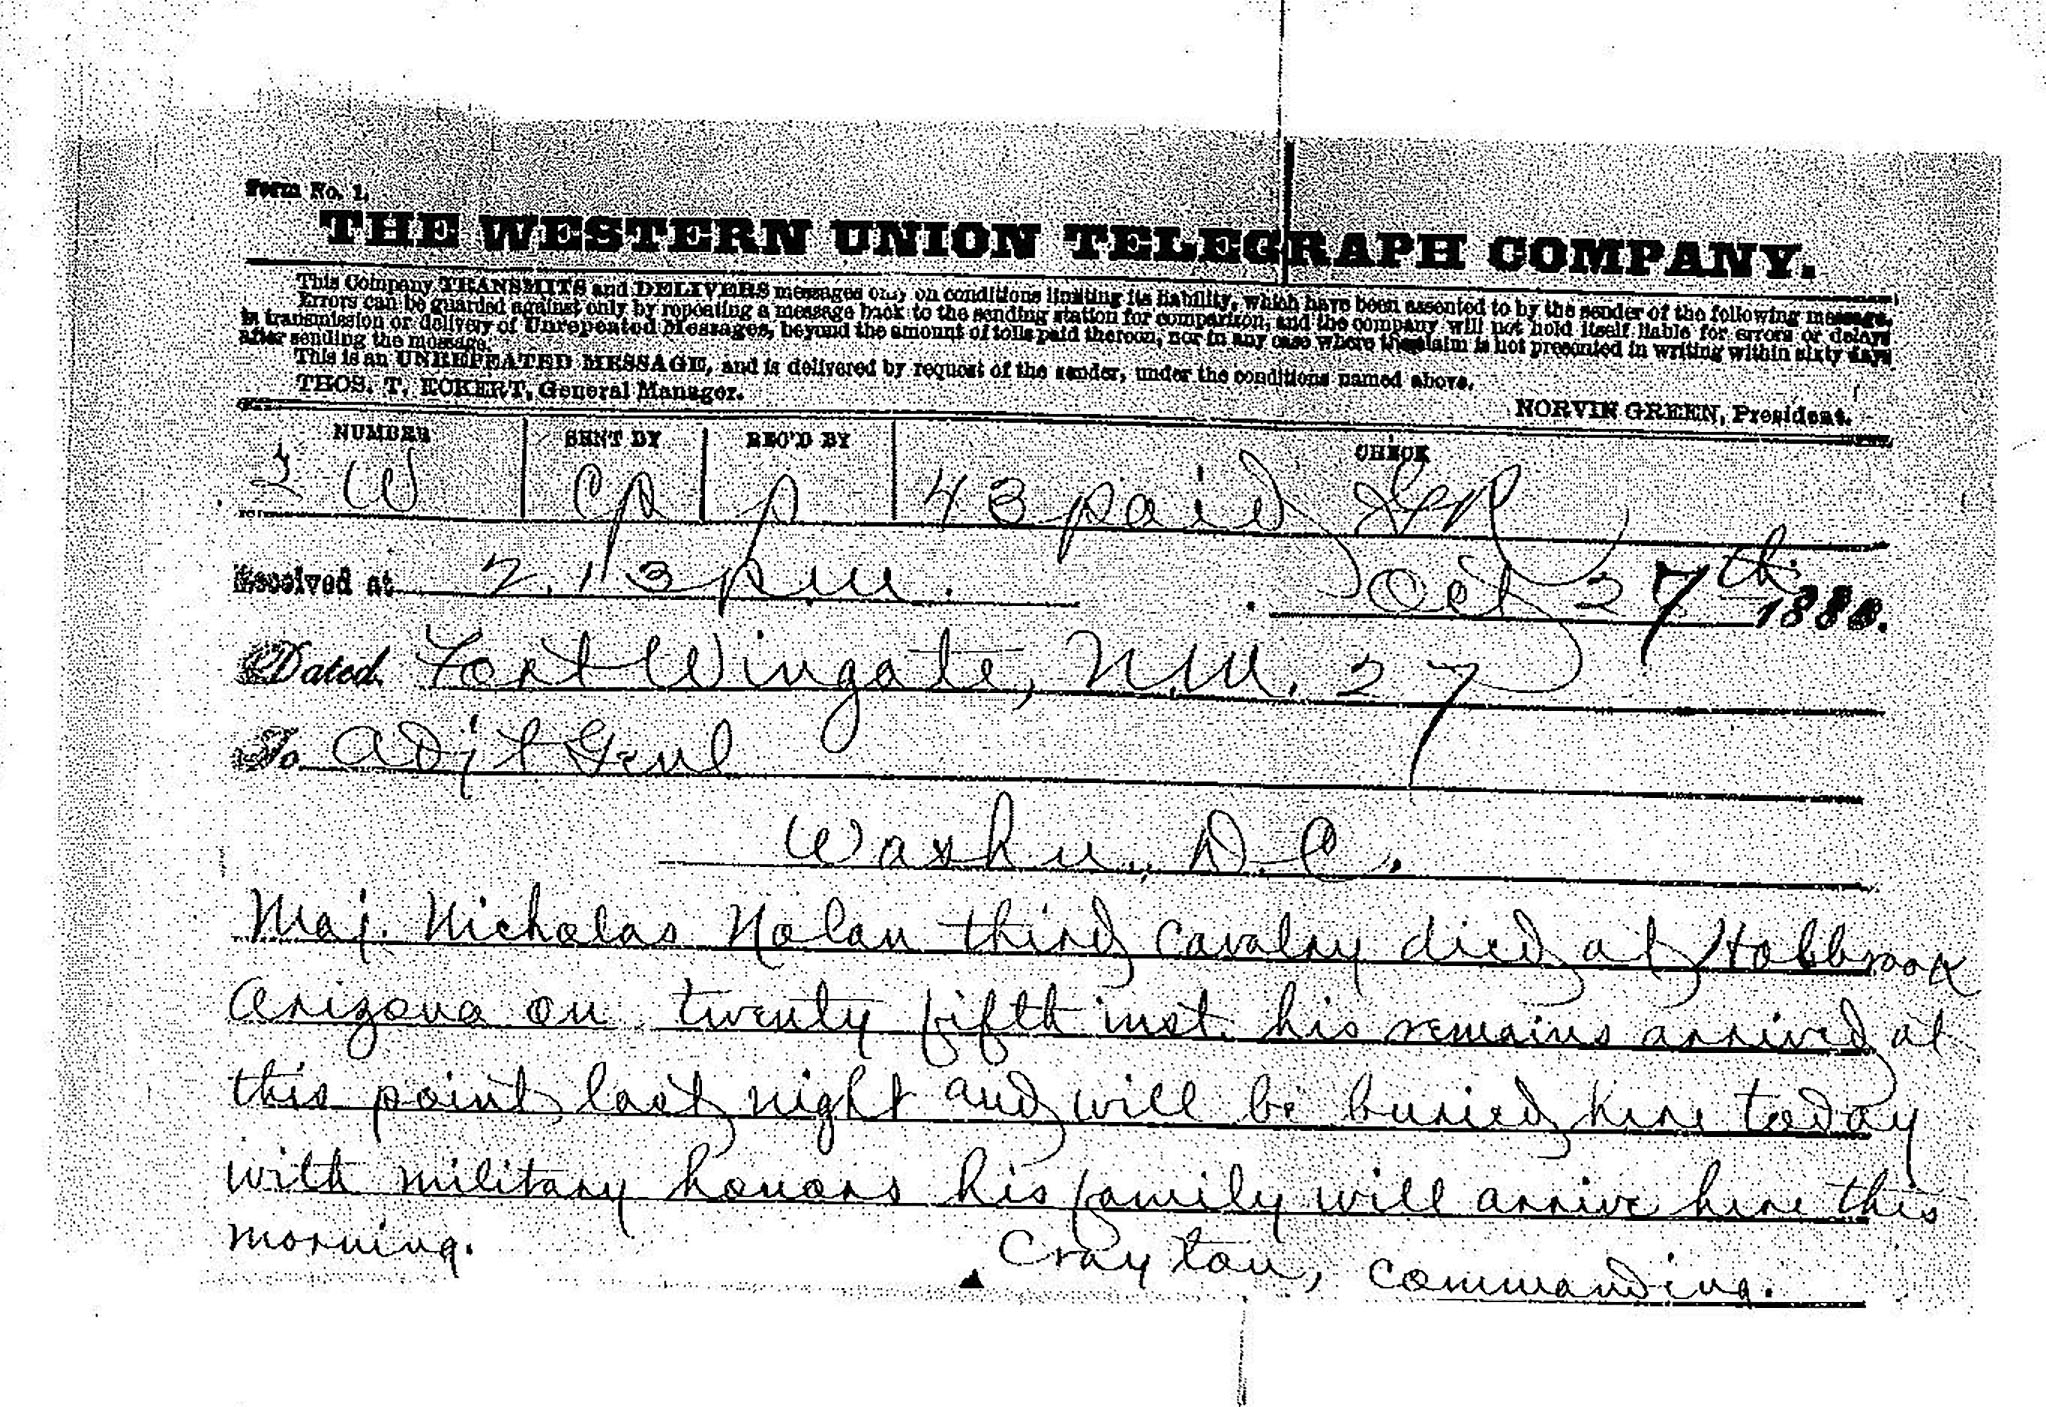 Form No. 1.
THE WESTERN UNION TELEGRAPH COMPANY.
This Company TRANSMITS and DELIVERS messages only on conditions limiting its liability, which have been assented to by the sender of the following message.
Errors can be guarded against only by repeating a message back to the sending station for comparison, and the company will not hold itself liable for errors or delays
in transmission or delivery of Unrepeated Messages, beyond the amount of tolls paid thereon, nor in any case where the claim is not presented in writing within sixty days
after sending the message.
This is an UNREPEATED MESSAGE, and is delivered by request of the sender, under the conditions named above.
THOS. T. ECKERT, General Manager. NORVIN GREEN, President.
NUMBER SENT BY REC'D BY CHECK
2 W Cp p 43 paid
Received at 2.13 pm. Oct 27th 188
Dated Fort Wingate, N.M. 27
To Adjt Genl
Washn, D.C.
Maj. Nicholas Nolan third cavalry died at Holbrook
Arizona on twenty fifth inst. his remains arrived at
this point last night and will be buried here today
with military honors his family will arrive here this
morning. Crayton, commanding.